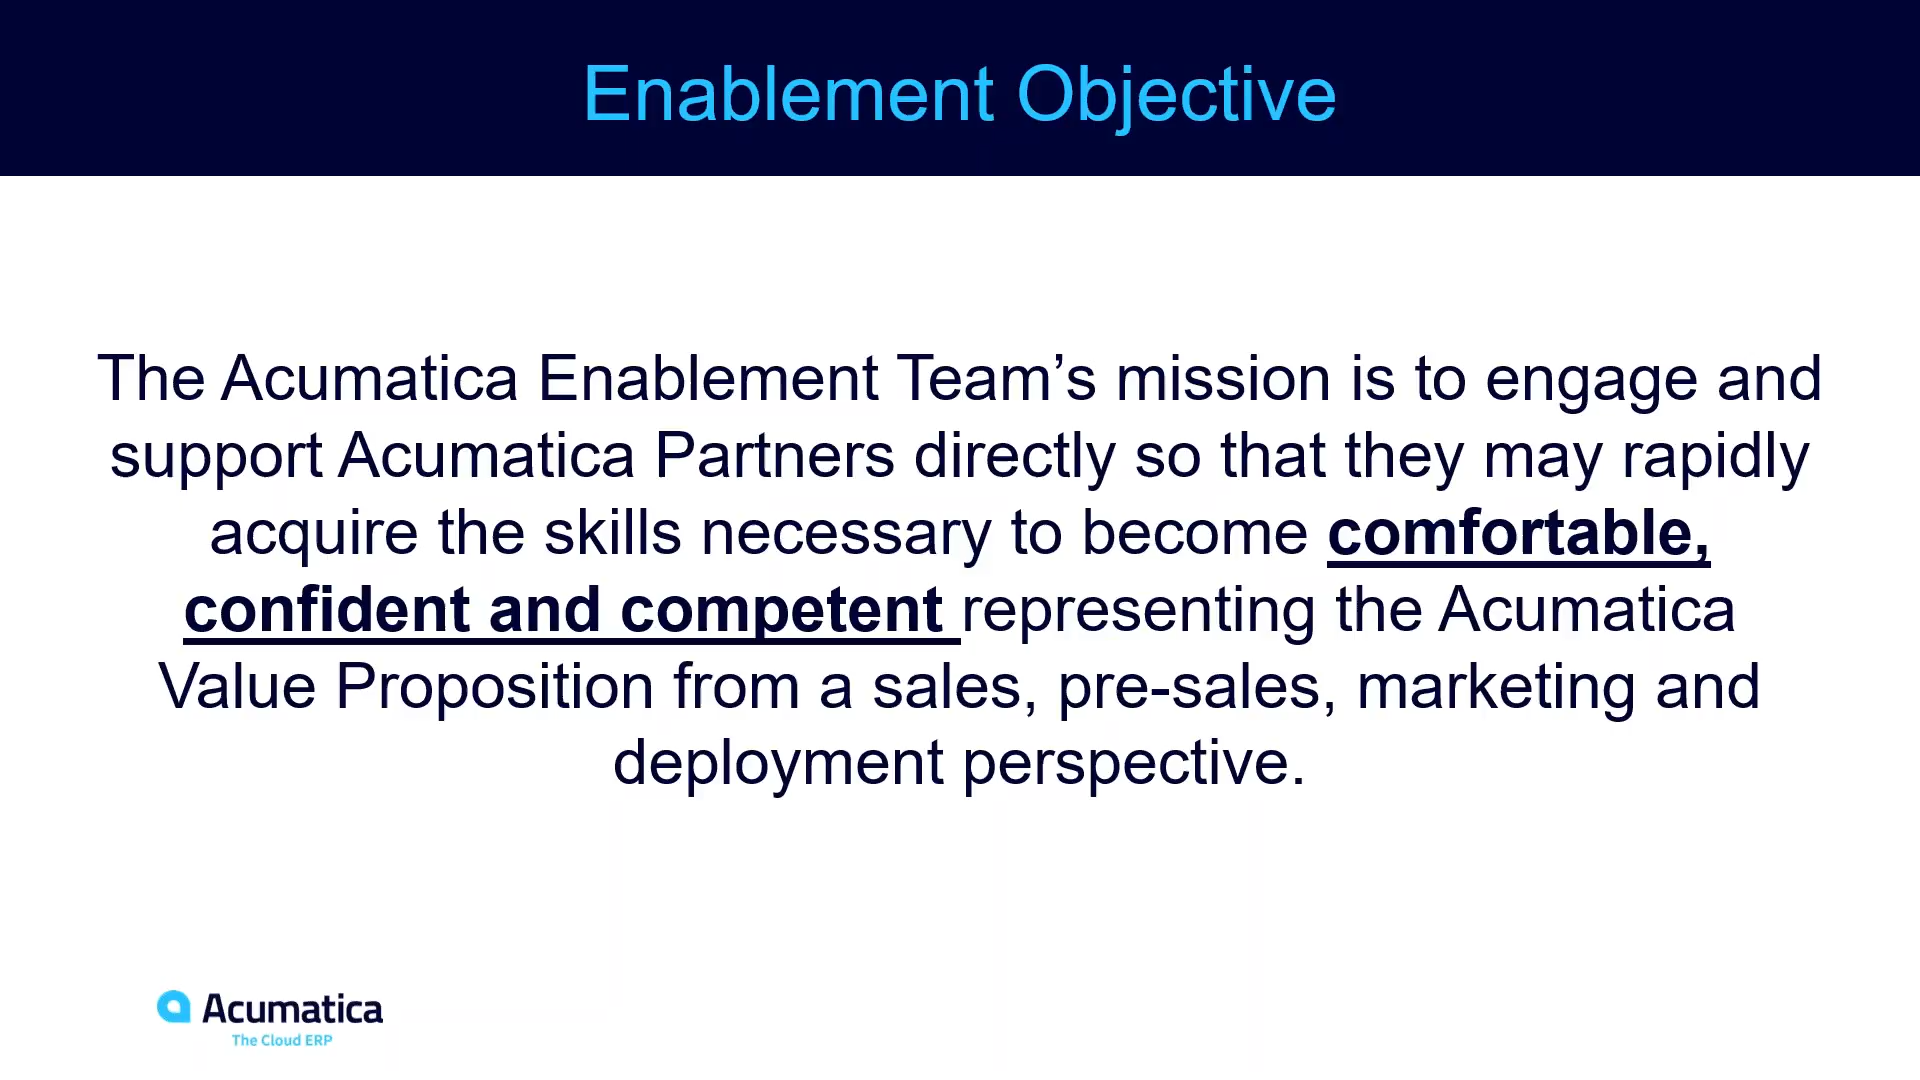 Enablement Objective
The Acumatica Enablement Team’s mission is to engage and
support Acumatica Partners directly so that they may rapidly
acquire the skills necessary to become comfortable,
confident and competent representing the Acumatica
Value Proposition from a sales, pre-sales, marketing and
deployment perspective.
Acumatica
The Cloud ERP